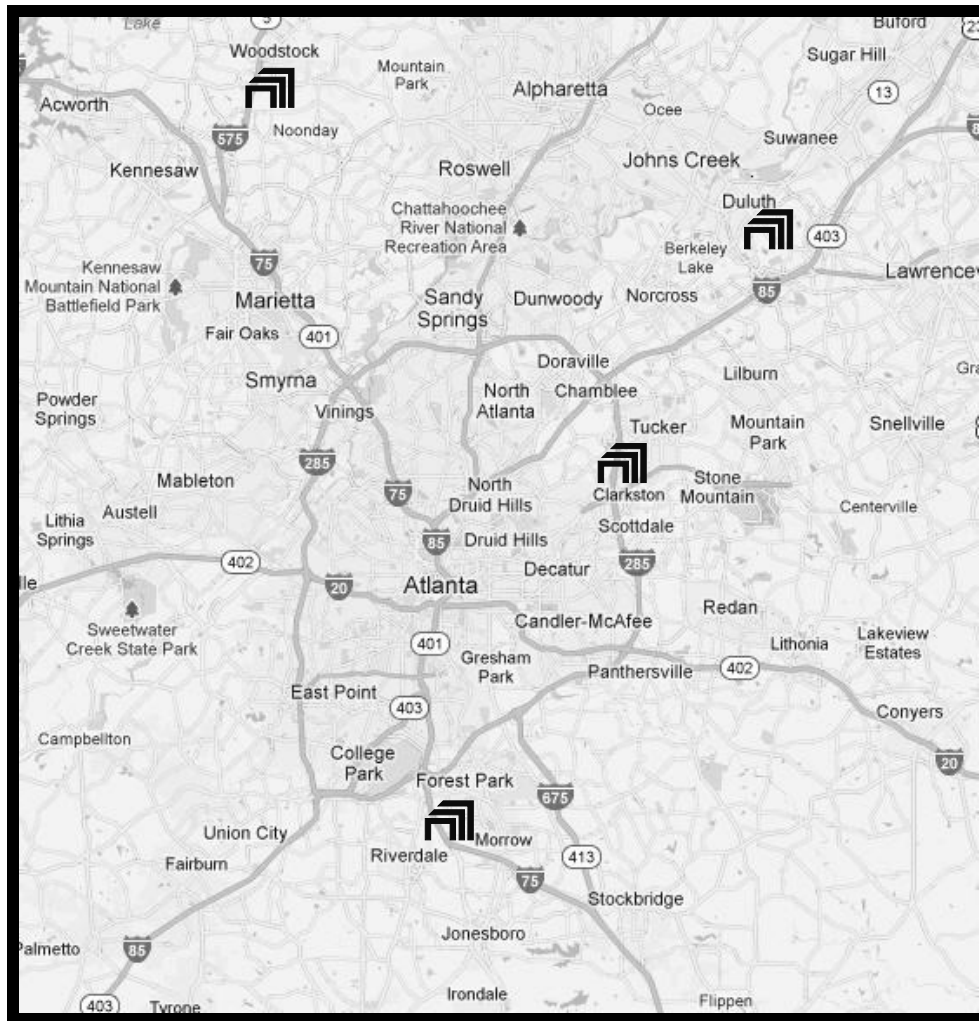 Lake
5
Buford
Woodstock
Sugar Hill
Mountain
Park
Alpharetta
13
Acworth
Ocee
575
Noonday
Suwanee
Kennesaw
Roswell
Johns Creek
Chattahoochee
River National
Recreation Area
Duluth
403
Berkeley
Lake
75
Kennesaw
Mountain National
Battlefield Park
Lawrencev
85
Marietta
Sandy
Springs
Dunwoody
Norcross
Fair Oaks
401
Doraville
Smyrna
North
Atlanta
Chamblee
Lilburn
Gra
Powder
Springs
Vinings
Tucker
Mountain
Park
Snellville
285
Mableton
75
North
Druid Hills
Clarkston
Stone
Mountain
Lithia
Springs
Austell
Scottdale
Centerville
85
Druid Hills
402
285
Decatur
lle
20
Atlanta
Redan
Sweetwater
Creek State Park
401
Candler-McAfee
Lithonia
Lakeview
Estates
Gresham
Park
Panthersville
402
East Point
403
Conyers
Campbellton
College
Park
20
Forest Park
675
Union City
Morrow
Riverdale
413
Fairburn
75
Stockbridge
Jonesboro
Palmetto
85
Irondale
Flippen
403
Tyrone